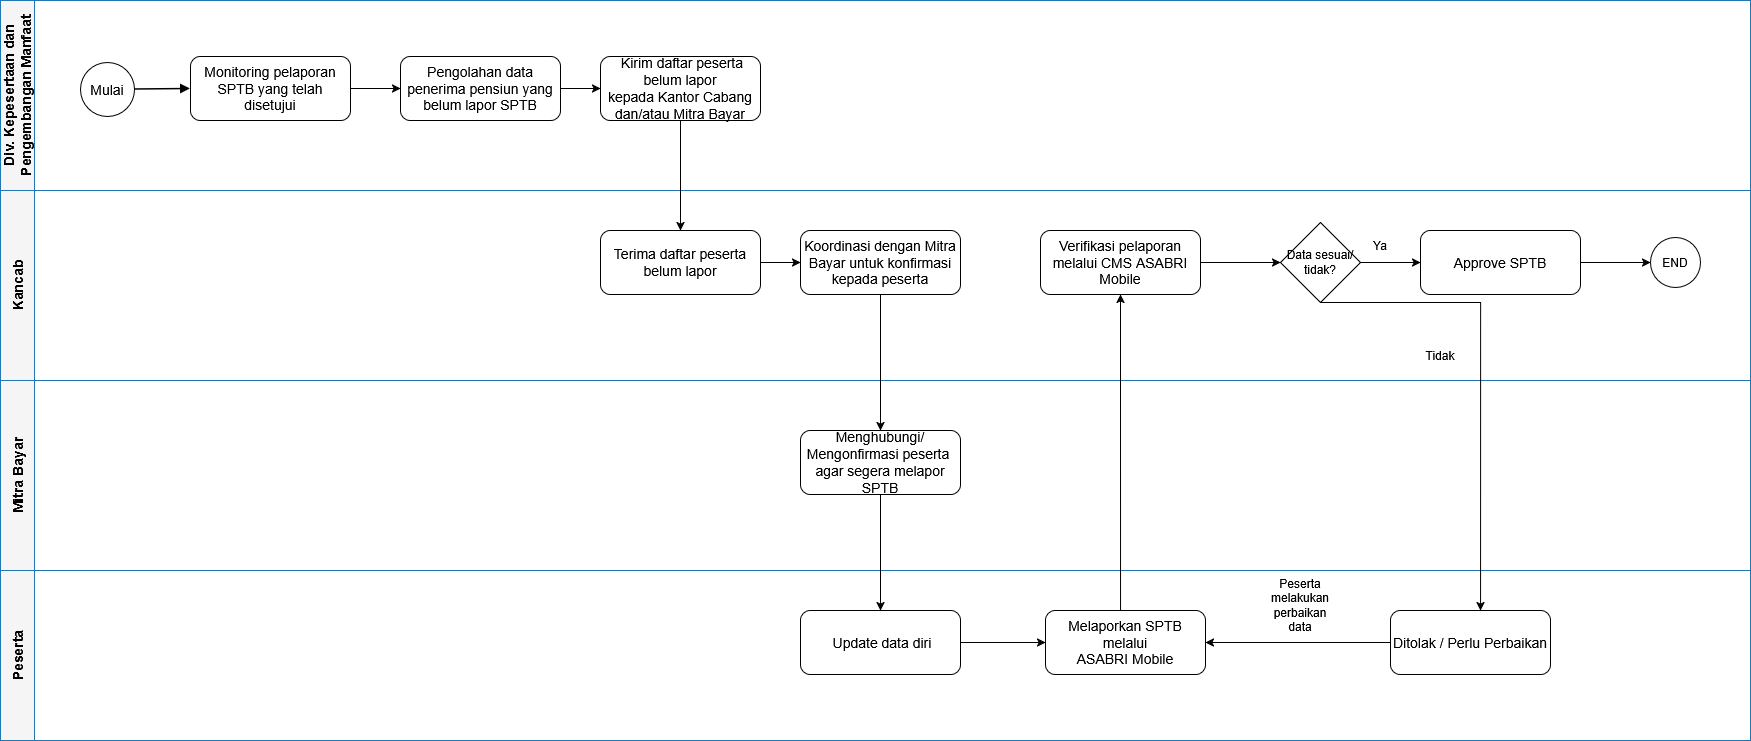 Div. Kepesertaan dan
Pengembangan Manfaat
Mulai
Monitoring pelaporan
SPTB yang telah
disetujui
Pengolahan data
penerima pensiun yang
belum lapor SPTB
Kirim daftar peserta
belum lapor
kepada Kantor Cabang
dan/atau Mitra Bayar
Kancab
Terima daftar peserta
belum lapor
Koordinasi dengan Mitra
Bayar untuk konfirmasi
kepada peserta
Verifikasi pelaporan
melalui CMS ASABRI
Mobile
Data sesuai/
tidak?
Ya
Approve SPTB
END
Tidak
Mitra Bayar
Menghubungi/
Mengonfirmasi peserta
agar segera melapor
SPTB
Peserta
Update data diri
Melaporkan SPTB
melalui
ASABRI Mobile
Peserta
melakukan
perbaikan
data
Ditolak / Perlu Perbaikan